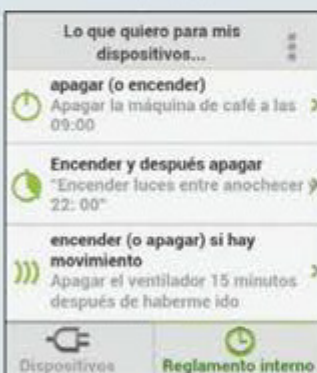 Lo que quiero para mis
dispositivos...
apagar (o encender)
Apagar la máquina de café a las
09:00
Encender y después apagar
"Encender luces entre anochecer y
22: 00"
encender (o apagar) si hay
movimiento
Apagar el ventilador 15 minutos
después de haberme ido
Dispositivos
Reglamento interno